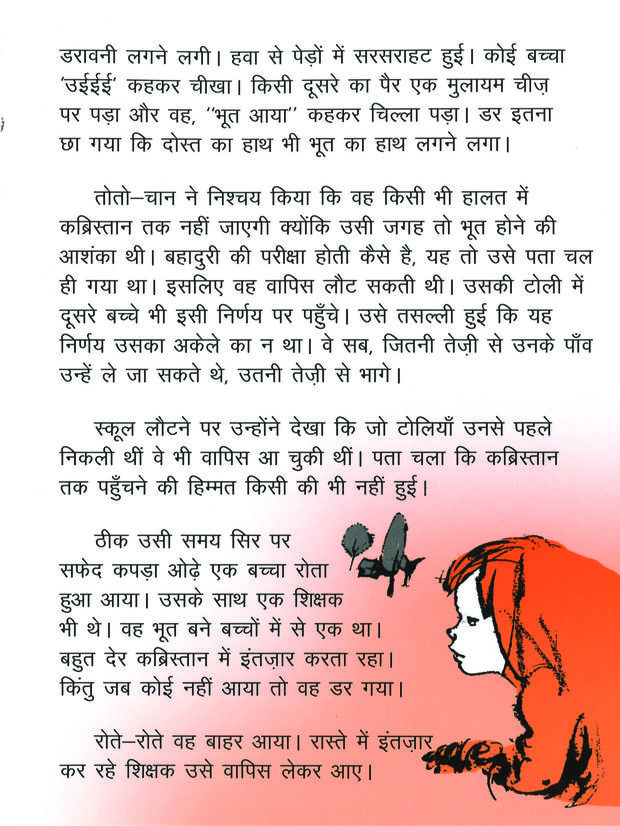 डरावनी लगने लगी। हवा से पेड़ों में सरसराहट हुई। कोई बच्चा
‘उईईईई’ कहकर चीखा। किसी दूसरे का पैर एक मुलायम चीज़
पर पड़ा और वह, ‘‘भूत आया’’ कहकर चिल्ला पड़ा। डर इतना
छा गया कि दोस्त का हाथ भी भूत का हाथ लगने लगा।
तोतो–चान ने निश्चय किया कि वह किसी भी हालत में
कब्रिस्तान तक नहीं जाएगी क्योंकि उसी जगह तो भूत होने की
आशंका थी। बहादुरी की परीक्षा होती कैसे है, यह तो उसे पता चल
ही गया था। इसलिए वह वापिस लौट सकती थी। उसकी टोली में
दूसरे बच्चे भी इसी निर्णय पर पहुँचे। उसे तसल्ली हुई कि यह
निर्णय उसका अकेले का न था। वे सब, जितनी तेज़ी से उनके पाँव
उन्हें ले जा सकते थे, उतनी तेज़ी से भागे।
स्कूल लौटने पर उन्होंने देखा कि जो टोलियाँ उनसे पहले
निकली थीं वे भी वापिस आ चुकी थीं। पता चला कि कब्रिस्तान
तक पहुँचने की हिम्मत किसी की भी नहीं हुई।
ठीक उसी समय सिर पर
सफेद कपड़ा ओढ़े एक बच्चा रोता
हुआ आया। उसके साथ एक शिक्षक
भी थे। वह भूत बने बच्चों में से एक था।
बहुत देर कब्रिस्तान में इंतज़ार करता रहा।
किंतु जब कोई नहीं आया तो वह डर गया।
रोते–रोते वह बाहर आया। रास्ते में इंतज़ार
कर रहे शिक्षक उसे वापिस लेकर आए।